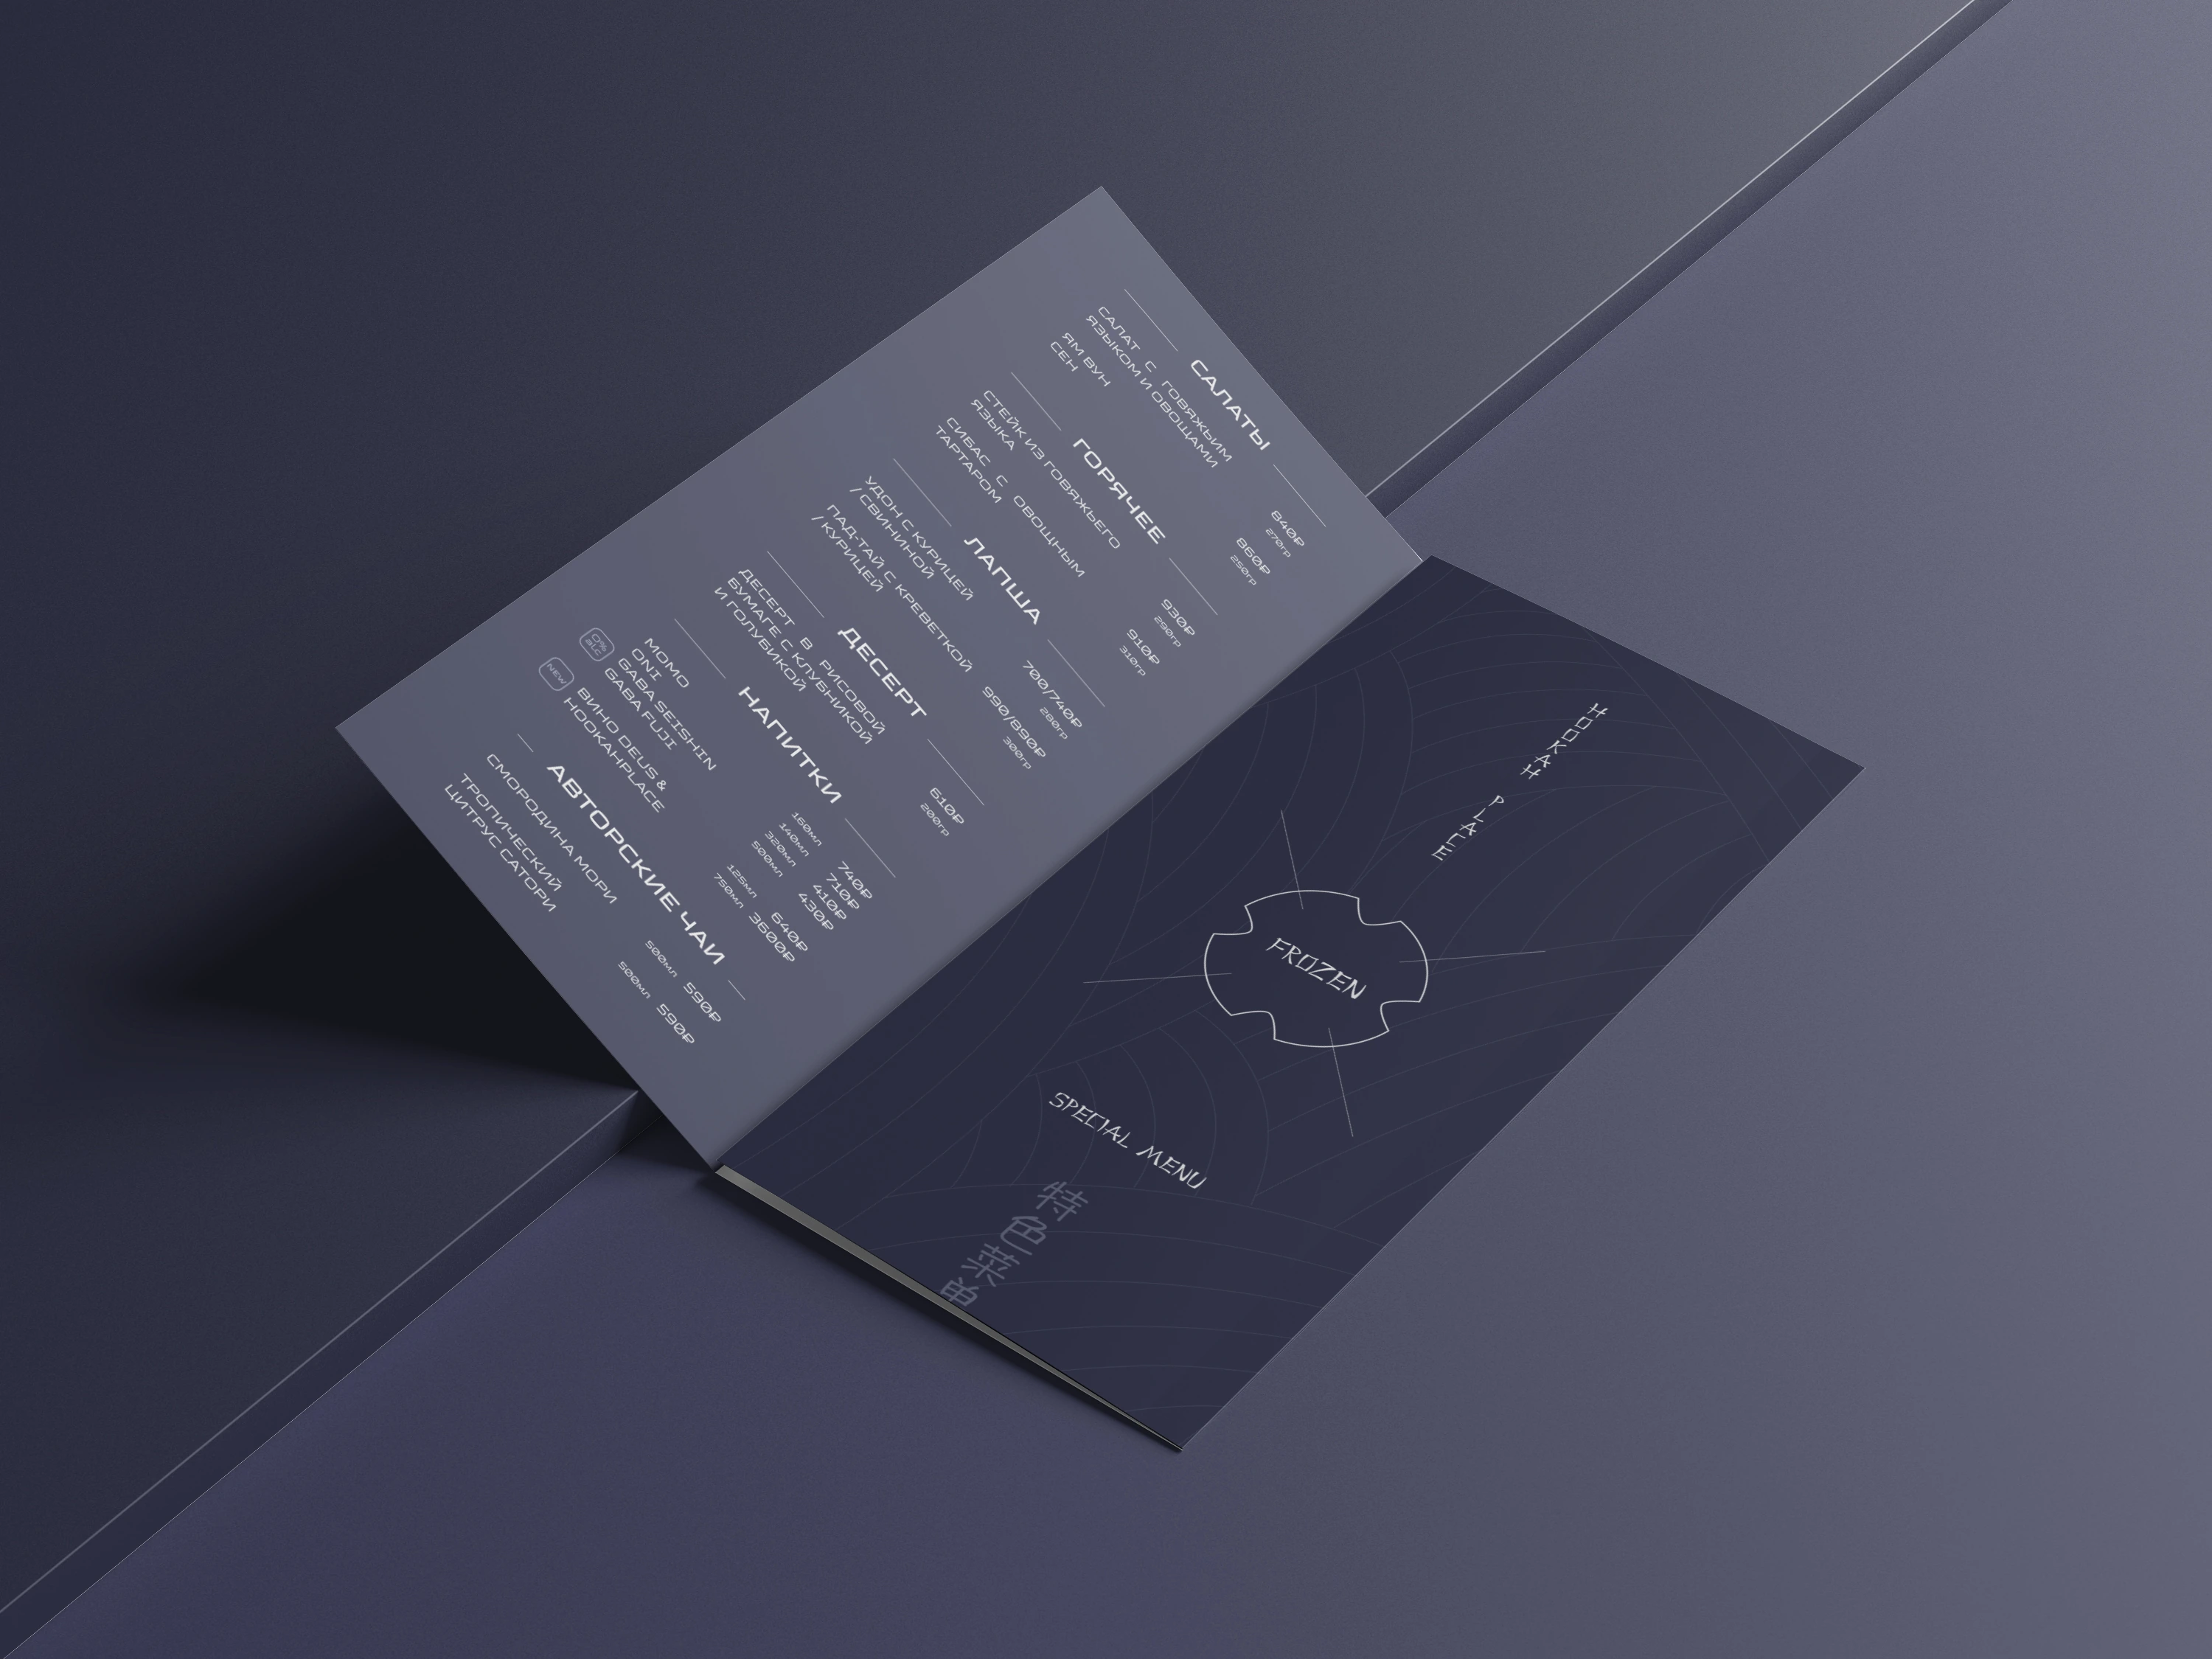 САЛАТЫ
САЛАТ С ГОВЯЖЬИМ
ЯЗЫКОМ И ОВОЩАМИ
840₽
270гр
ЯМ ВУН
СЕН
860₽
250гр
ГОРЯЧЕЕ
СТЕЙК ИЗ ГОВЯЖЬЕГО
ЯЗЫКА
930₽
290гр
СИБАС С ОВОЩНЫМ
ТАРТАРОМ
910₽
310гр
ЛАПША
УДОН С КУРИЦЕЙ
/ СВИНИНОЙ
700/740₽
280гр
ПАД-ТАЙ С КРЕВЕТКОЙ
/ КУРИЦЕЙ
990/890₽
300гр
ДЕСЕРТ
ДЕСЕРТ В РИСОВОЙ
БУМАГЕ С КЛУБНИКОЙ
И ГОЛУБИКОЙ
610₽
200гр
НАПИТКИ
MOMO 160мл 740₽
ONI 140мл 710₽
0% alc GABA SEISHIN 320мл 410₽
GABA FUJI 500мл 430₽
NEW ВИНО DEUS & 125мл 640₽
HOOKAHPLACE 750мл 3600₽
АВТОРСКИЕ ЧАИ
СМОРОДИНА МОРИ 500мл 590₽
ТРОПИЧЕСКИЙ
ЦИТРУС САТОРИ 500мл 590₽
HOOKAH PLACE
FROZEN
SPECIAL MENU
特色菜单